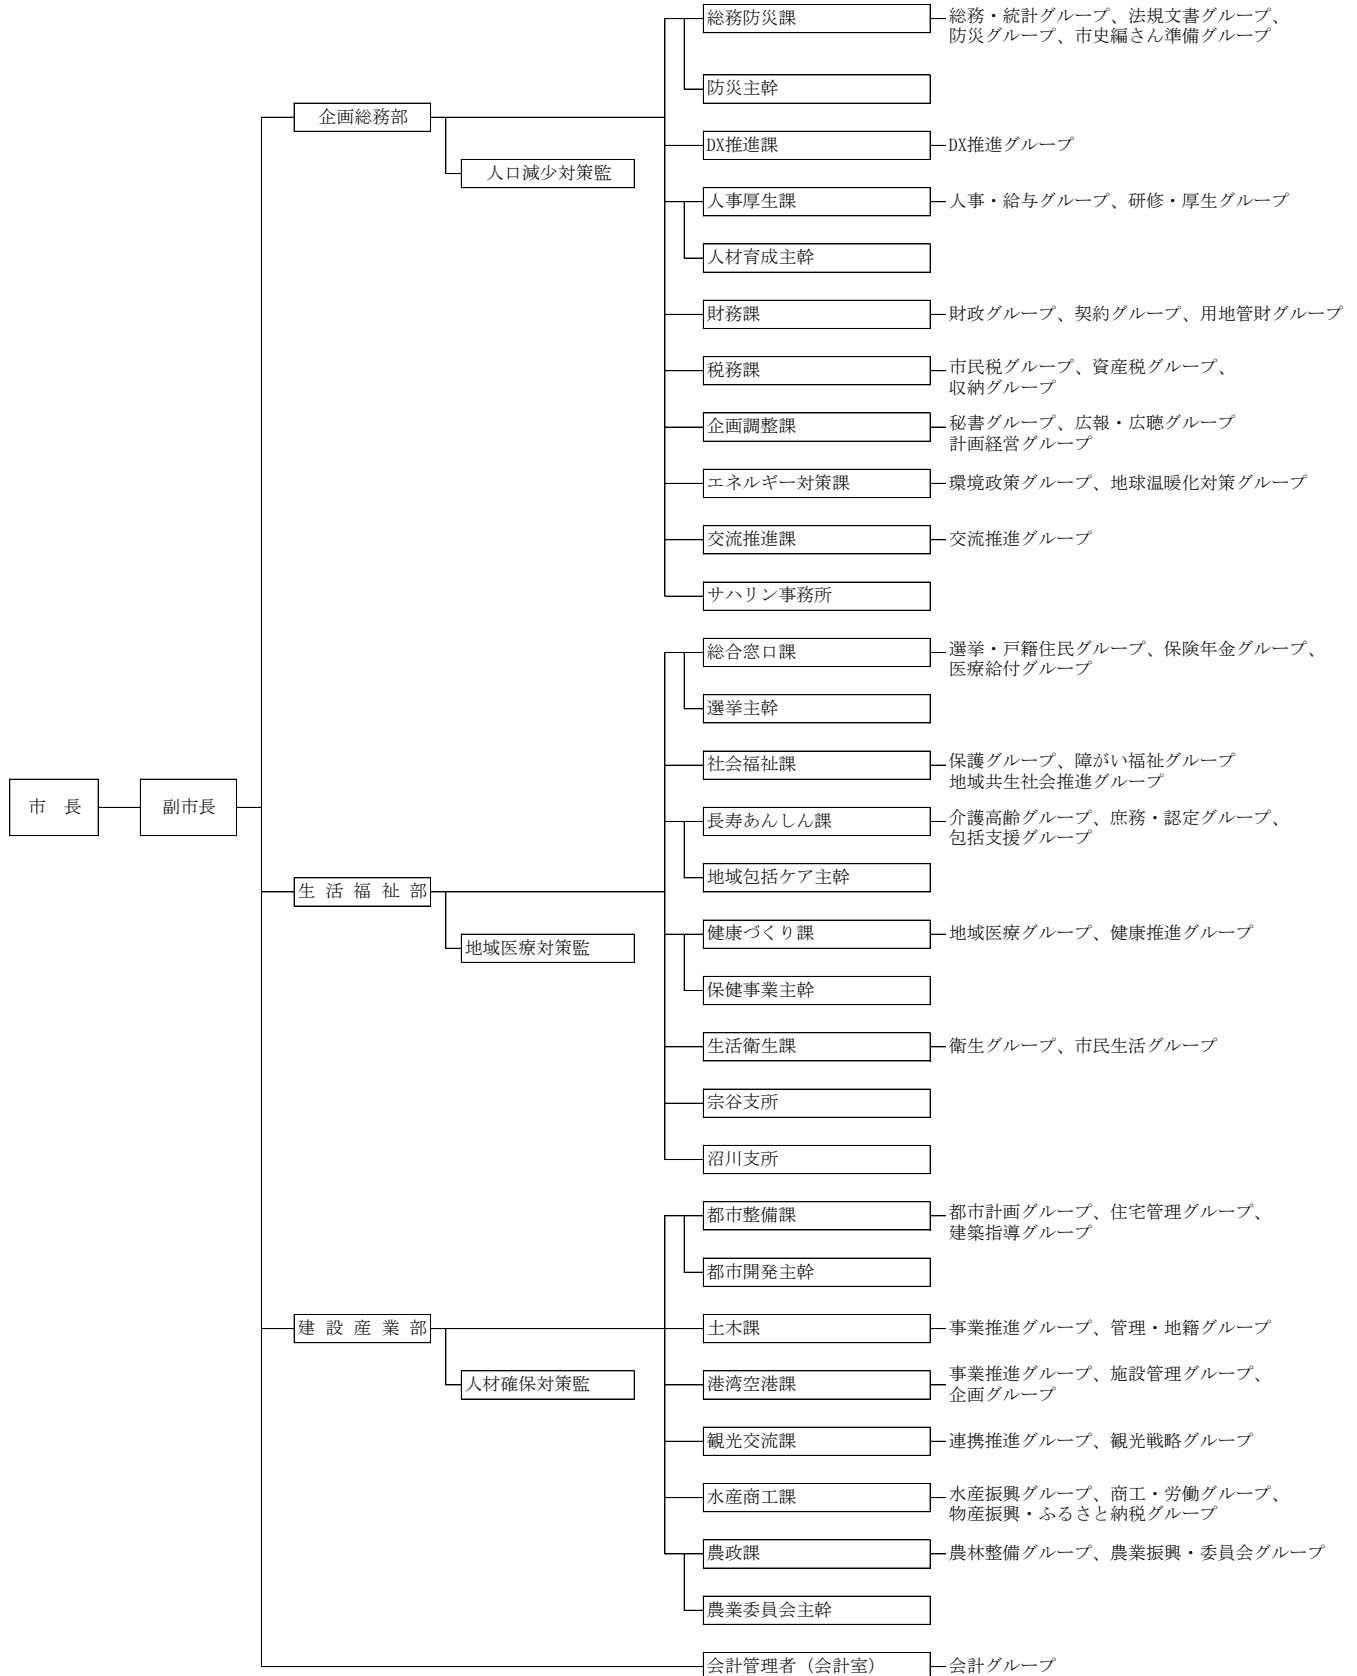 総務防災課
総務・統計グループ、法規文書グループ、
防災グループ、市史編さん準備グループ
防災主幹
企画総務部
DX推進課
DX推進グループ
人口減少対策監
人事厚生課
人事・給与グループ、研修・厚生グループ
人材育成主幹
財務課
財政グループ、契約グループ、用地管財グループ
税務課
市民税グループ、資産税グループ、
収納グループ
企画調整課
秘書グループ、広報・広聴グループ
計画経営グループ
エネルギー対策課
環境政策グループ、地球温暖化対策グループ
交流推進課
交流推進グループ
サハリン事務所
総合窓口課
選挙・戸籍住民グループ、保険年金グループ、
医療給付グループ
選挙主幹
社会福祉課
保護グループ、障がい福祉グループ
地域共生社会推進グループ
市　長
副市長
長寿あんしん課
介護高齢グループ、庶務・認定グループ、
包括支援グループ
地域包括ケア主幹
生 活 福 祉 部
健康づくり課
地域医療グループ、健康推進グループ
地域医療対策監
保健事業主幹
生活衛生課
衛生グループ、市民生活グループ
宗谷支所
沼川支所
都市整備課
都市計画グループ、住宅管理グループ、
建築指導グループ
都市開発主幹
建 設 産 業 部
土木課
事業推進グループ、管理・地籍グループ
人材確保対策監
港湾空港課
事業推進グループ、施設管理グループ、
企画グループ
観光交流課
連携推進グループ、観光戦略グループ
水産商工課
水産振興グループ、商工・労働グループ、
物産振興・ふるさと納税グループ
農政課
農林整備グループ、農業振興・委員会グループ
農業委員会主幹
会計管理者（会計室）
会計グループ